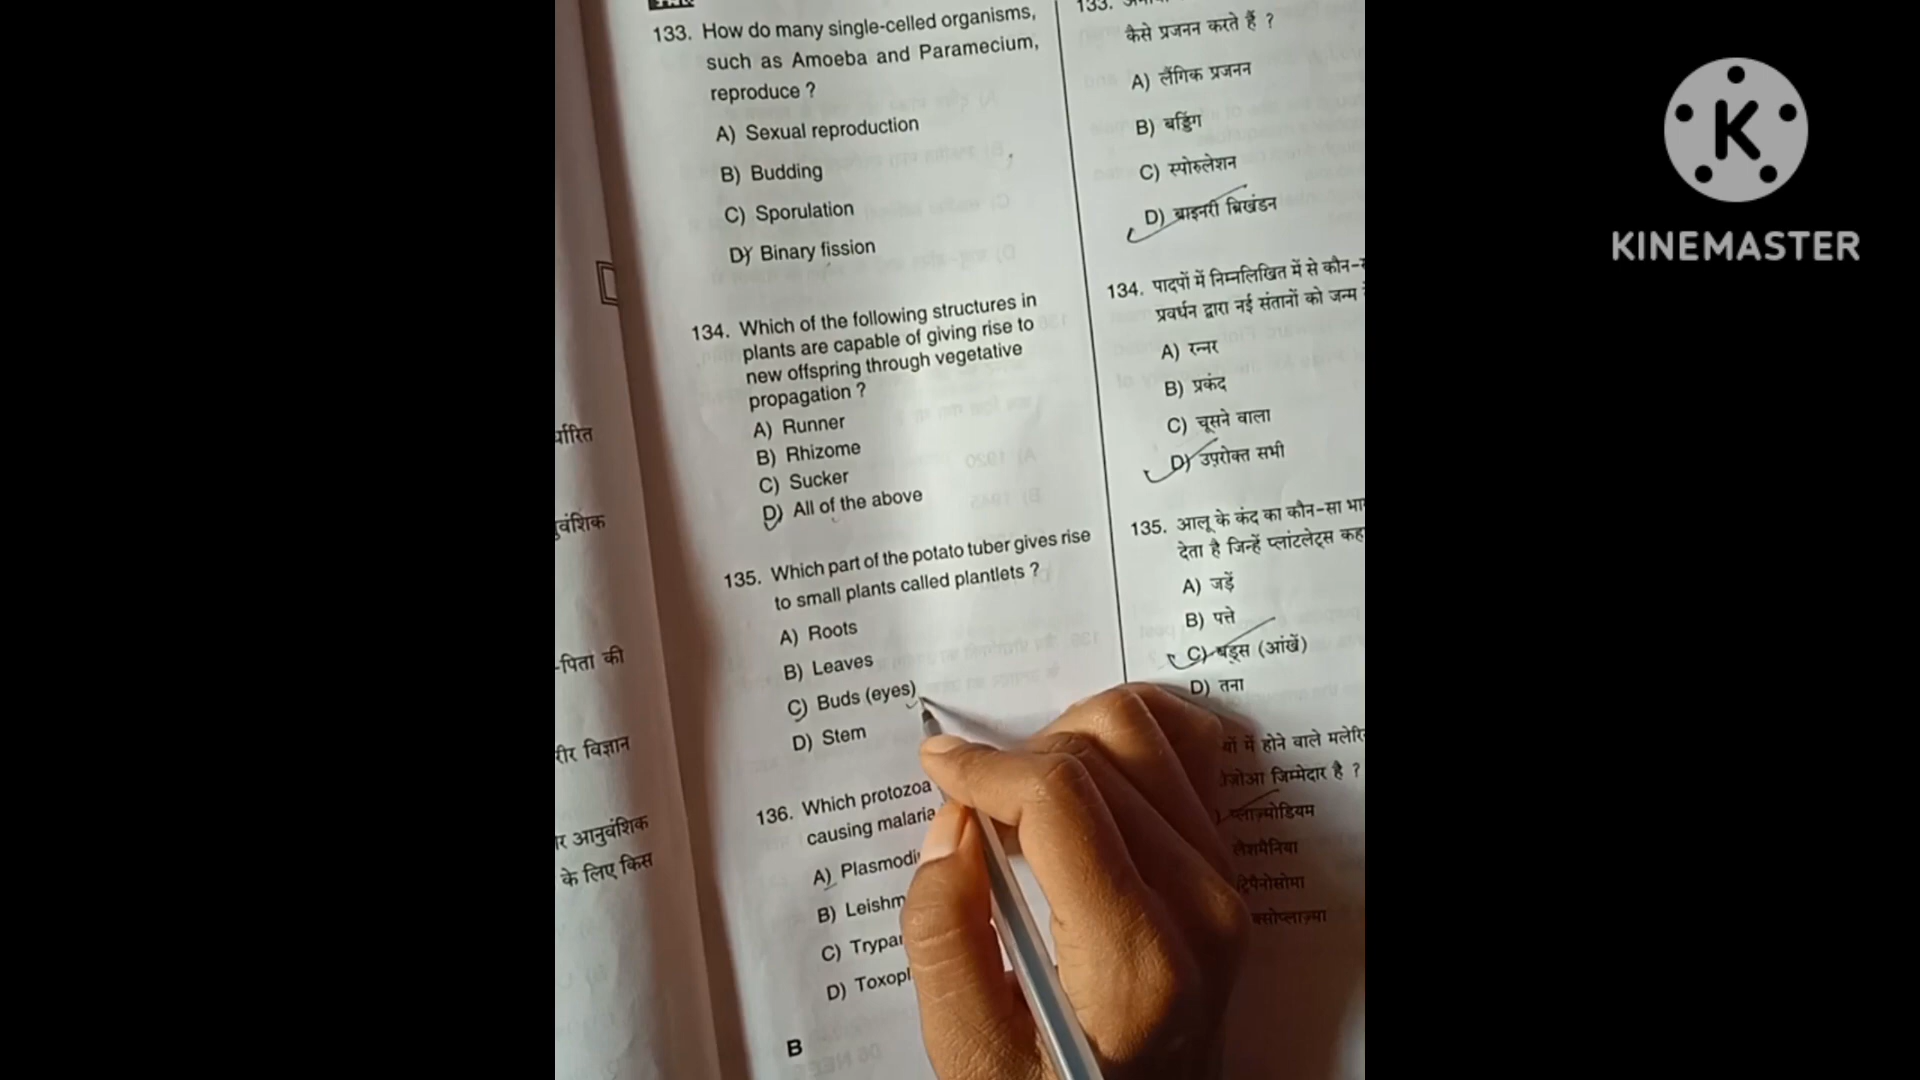 133. How do many single-celled organisms,
such as Amoeba and Paramecium,
reproduce ?
A) Sexual reproduction
B) Budding
C) Sporulation
D) Binary fission
134. Which of the following structures in
plants are capable of giving rise to
new offspring through vegetative
propagation ?
A) Runner
B) Rhizome
C) Sucker
D) All of the above
135. Which part of the potato tuber gives rise
to small plants called plantlets ?
A) Roots
B) Leaves
C) Buds (eyes)
D) Stem
136. Which protozoa
causing malaria
A) Plasmodi
B) Leishm
C) Trypa
D) Toxopl
B
133.
कैसे प्रजनन करते हैं ?
A) लैंगिक प्रजनन
B) बड्डिंग
C) स्पोरुलेशन
D) बाइनरी
134. पादपों में निम्नलिखित में से कौन-स
प्रवर्धन द्वारा नई संतानों को जन्म
A) रन्नर
B) प्रकंद
C) चूसने वाला
D) उपरोक्त सभी
135. आलू के कंद का कौन-सा भा
देता है जिन्हें प्लांटलेट्स कह
A) जड़ें
B) पत्ते
C) बड्स (आंखें)
D) तना
में होने वाले मलेरि
जिम्मेदार है ?
प्लाज़्मोडियम
लैशमैनिया
ट्रिपैनोसोमा
क्सोप्लाज़्मा
र्धारित
वंशिक
-पिता की
रीर विज्ञान
र आनुवंशिक
के लिए किस
K
KINEMASTER